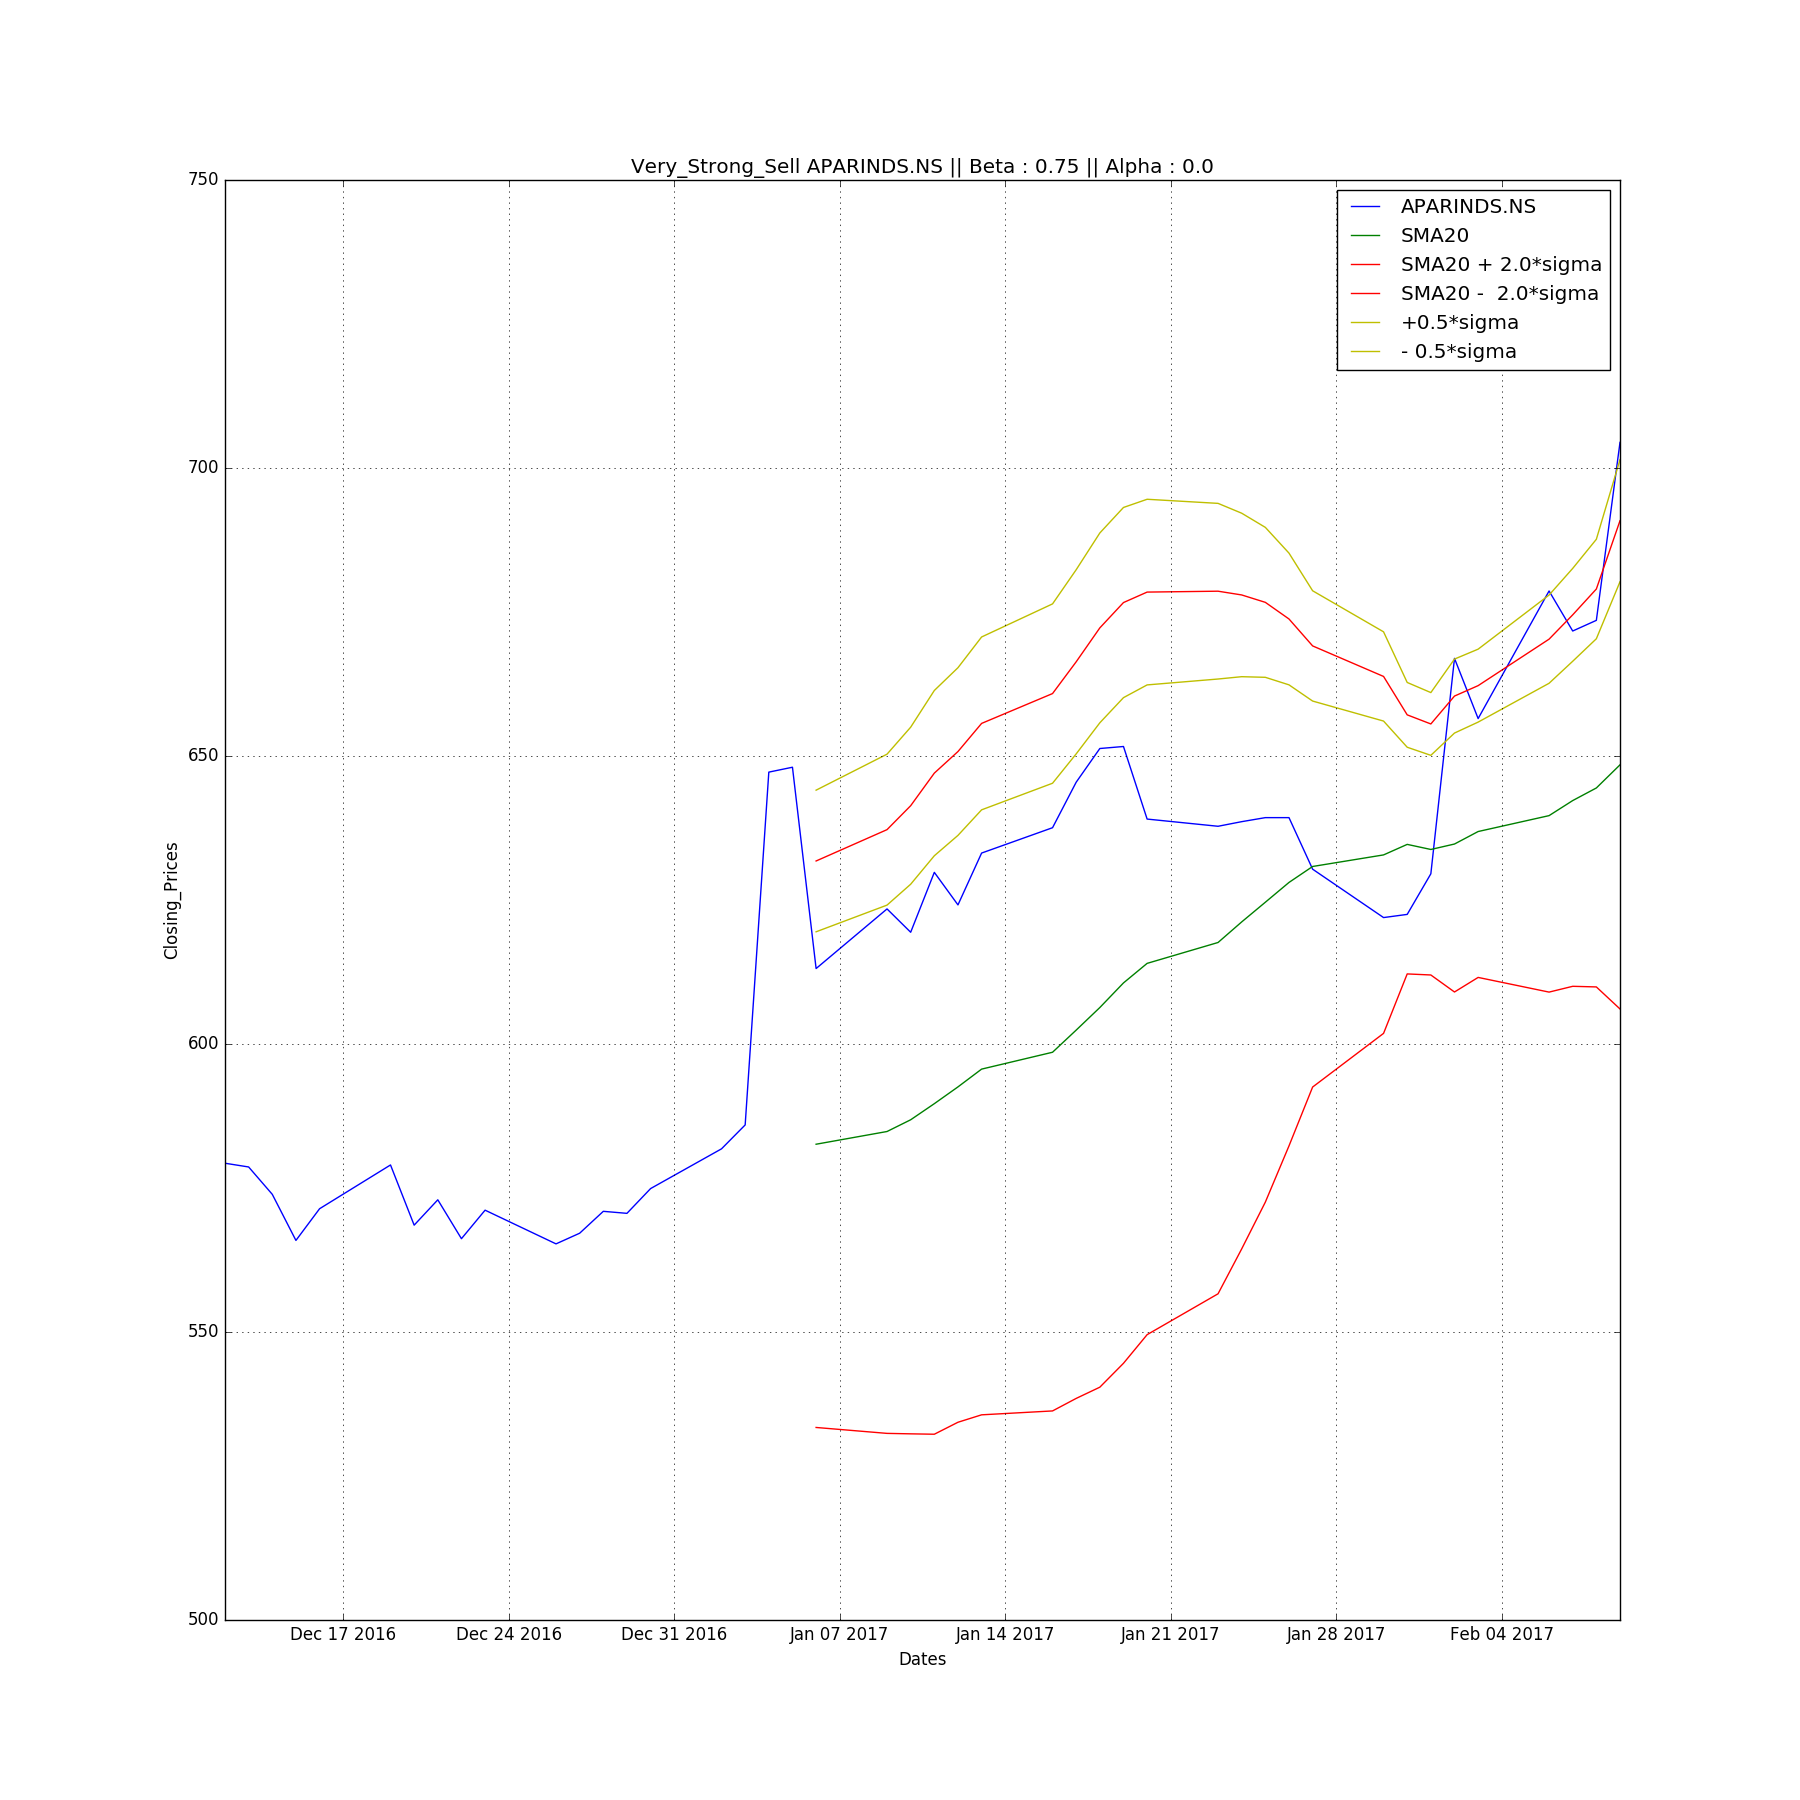 Very_Strong_Sell APARINDS.NS || Beta : 0.75 || Alpha : 0.0
750
700
650
600
550
500
Closing_Prices
APARINDS.NS
SMA20
SMA20 + 2.0*sigma
SMA20 -  2.0*sigma
+0.5*sigma
- 0.5*sigma
Dec 17 2016
Dec 24 2016
Dec 31 2016
Jan 07 2017
Jan 14 2017
Jan 21 2017
Jan 28 2017
Feb 04 2017
Dates